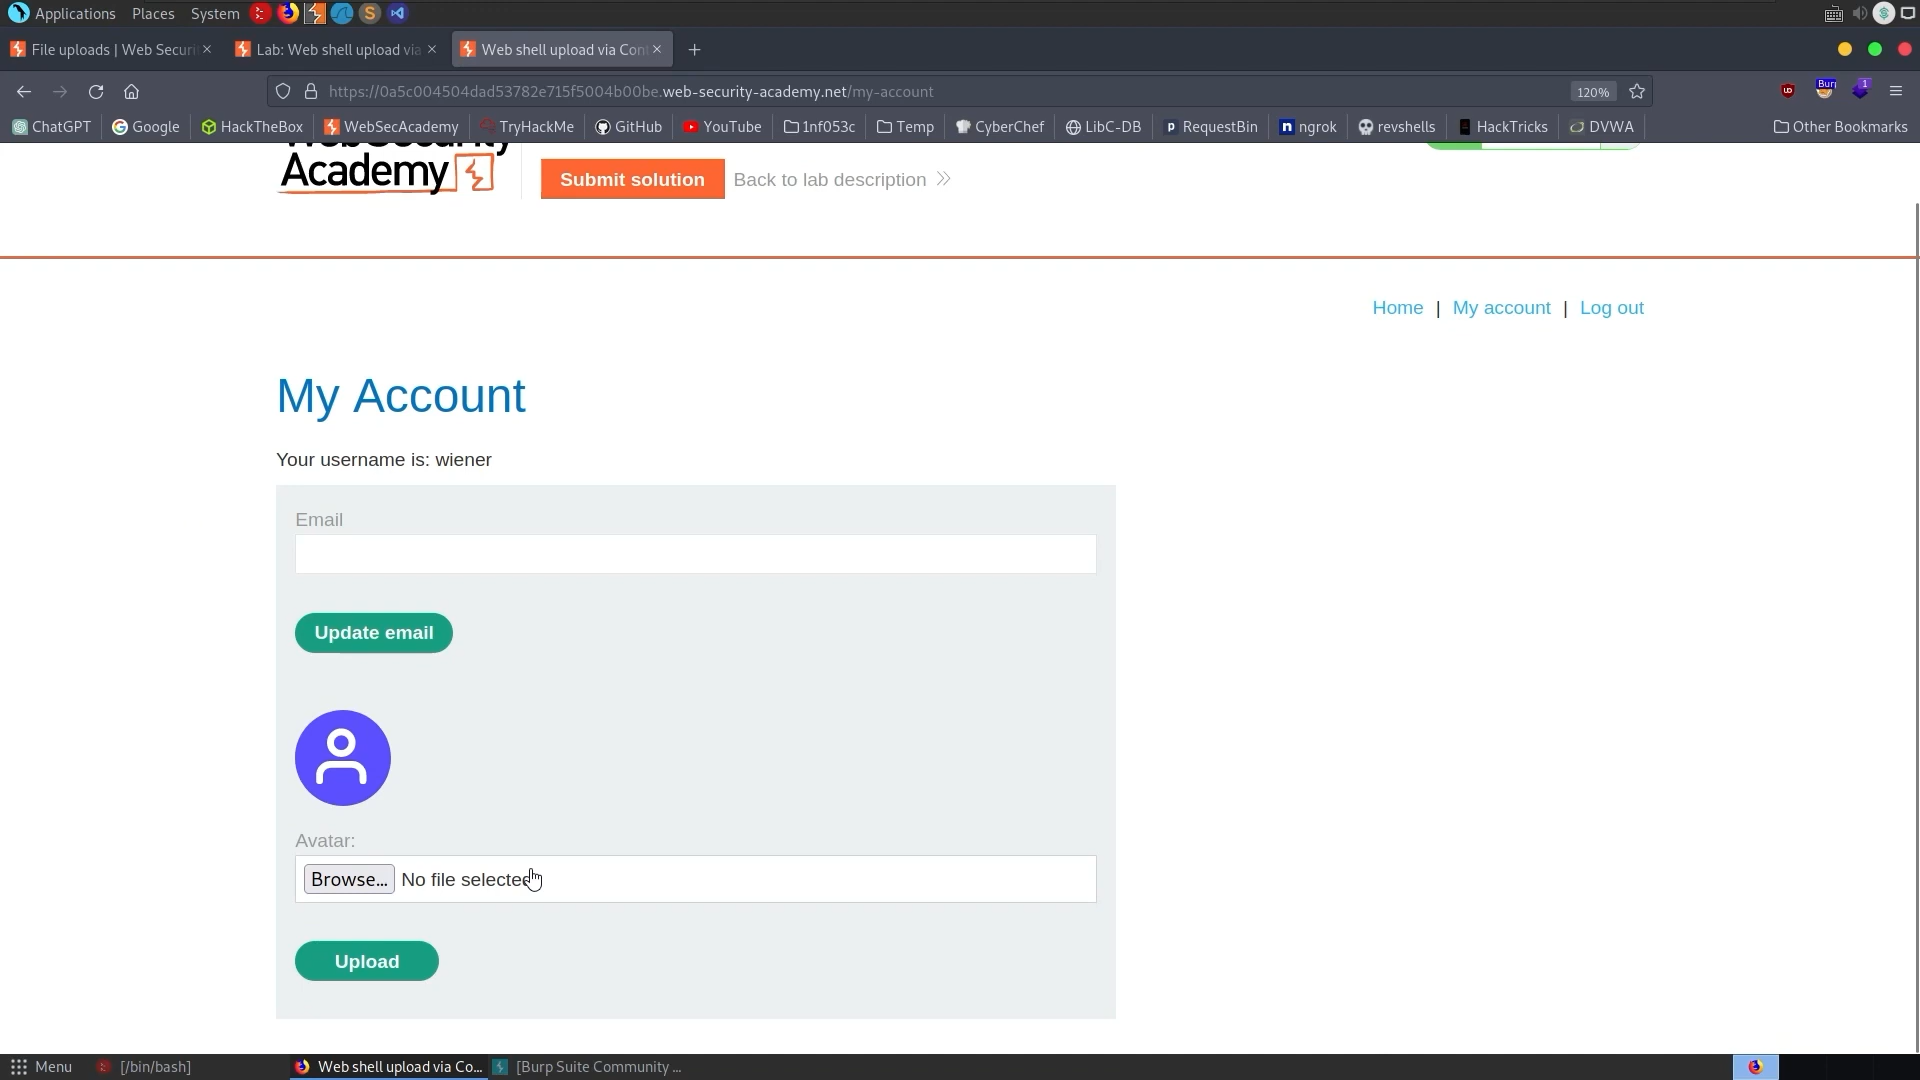 Applications Places System
File uploads | Web Securi
Lab: Web shell upload via
Web shell upload via Con
https://0a5c004504dad53782e715f5004b00be.web-security-academy.net/my-account
120%
Burp
1
ChatGPT Google HackTheBox WebSecAcademy TryHackMe GitHub YouTube 1nf053c Temp CyberChef LibC-DB RequestBin ngrok revshells HackTricks DVWA Other Bookmarks
WebSecurity
Academy
Submit solution
Back to lab description
Home | My account | Log out
My Account
Your username is: wiener
Email
Update email
Avatar:
Browse... No file selected
Upload
Menu [/bin/bash] Web shell upload via Co... [Burp Suite Community ...